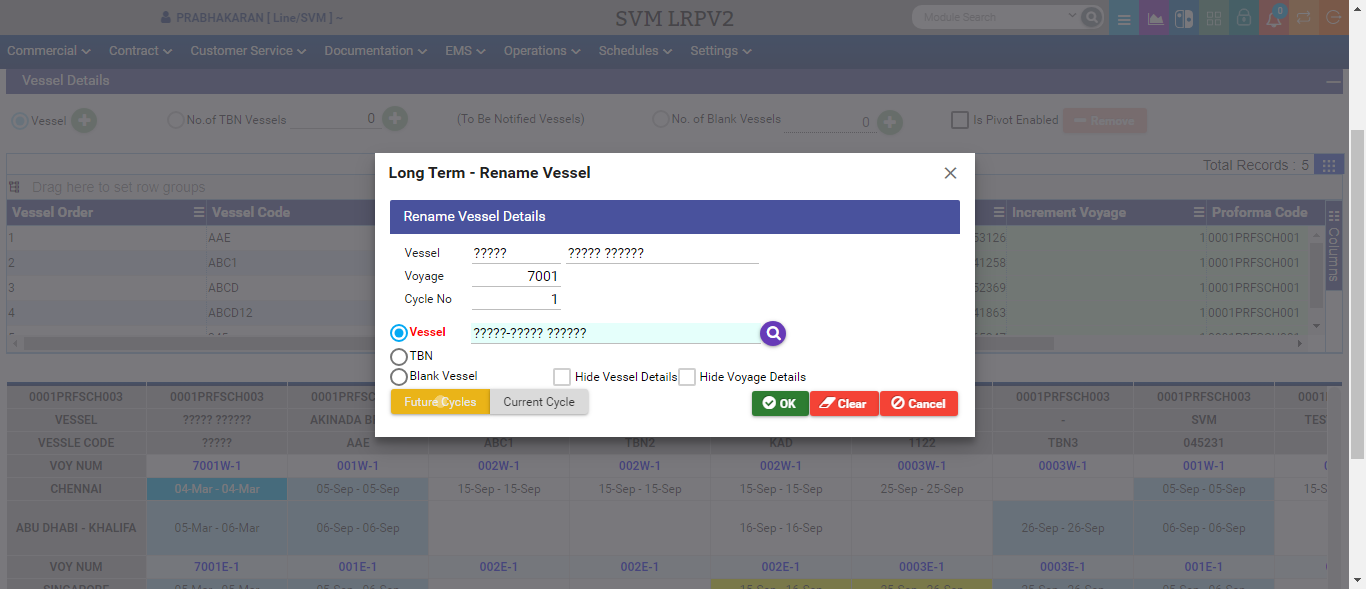 PRABHAKARAN [ Line/SVM ] ~
SVM LRPV2
Module Search
0
Commercial Contract Customer Service Documentation EMS Operations Schedules Settings
Vessel Details
Vessel No.of TBN Vessels 0 (To Be Notified Vessels) No. of Blank Vessels 0 Is Pivot Enabled Remove
Total Records : 5
Drag here to set row groups
Vessel Order Vessel Code Increment Voyage Proforma Code
1 AAE 53126 1 0001PRFSCH001
2 ABC1 41258 1 0001PRFSCH001
3 ABCD 52369 1 0001PRFSCH001
4 ABCD12 41863 1 0001PRFSCH001
Columns
Long Term - Rename Vessel
Rename Vessel Details
Vessel ????? ????? ??????
Voyage 7001
Cycle No 1
Vessel ?????-????? ??????
TBN
Blank Vessel Hide Vessel Details Hide Voyage Details
Future Cycles Current Cycle OK Clear Cancel
0001PRFSCH003 0001PRFSCH003 0001PRFSC 0001PRFSCH003 0001PRFSCH003 0001
VESSEL ????? ?????? AKINADA B - SVM TES
VESSLE CODE ????? AAE ABC1 TBN2 KAD 1122 TBN3 045231
VOY NUM 7001W-1 001W-1 002W-1 002W-1 002W-1 0003W-1 0003W-1 001W-1
CHENNAI 04-Mar - 04-Mar 05-Sep - 05-Sep 15-Sep - 15-Sep 15-Sep - 15-Sep 15-Sep - 15-Sep 25-Sep - 25-Sep 05-Sep - 05-Sep 15-S
ABU DHABI - KHALIFA 05-Mar - 06-Mar 06-Sep - 06-Sep 16-Sep - 16-Sep 26-Sep - 26-Sep 06-Sep - 06-Sep
VOY NUM 7001E-1 001E-1 002E-1 002E-1 002E-1 0003E-1 0003E-1 001E-1
SINGAPORE